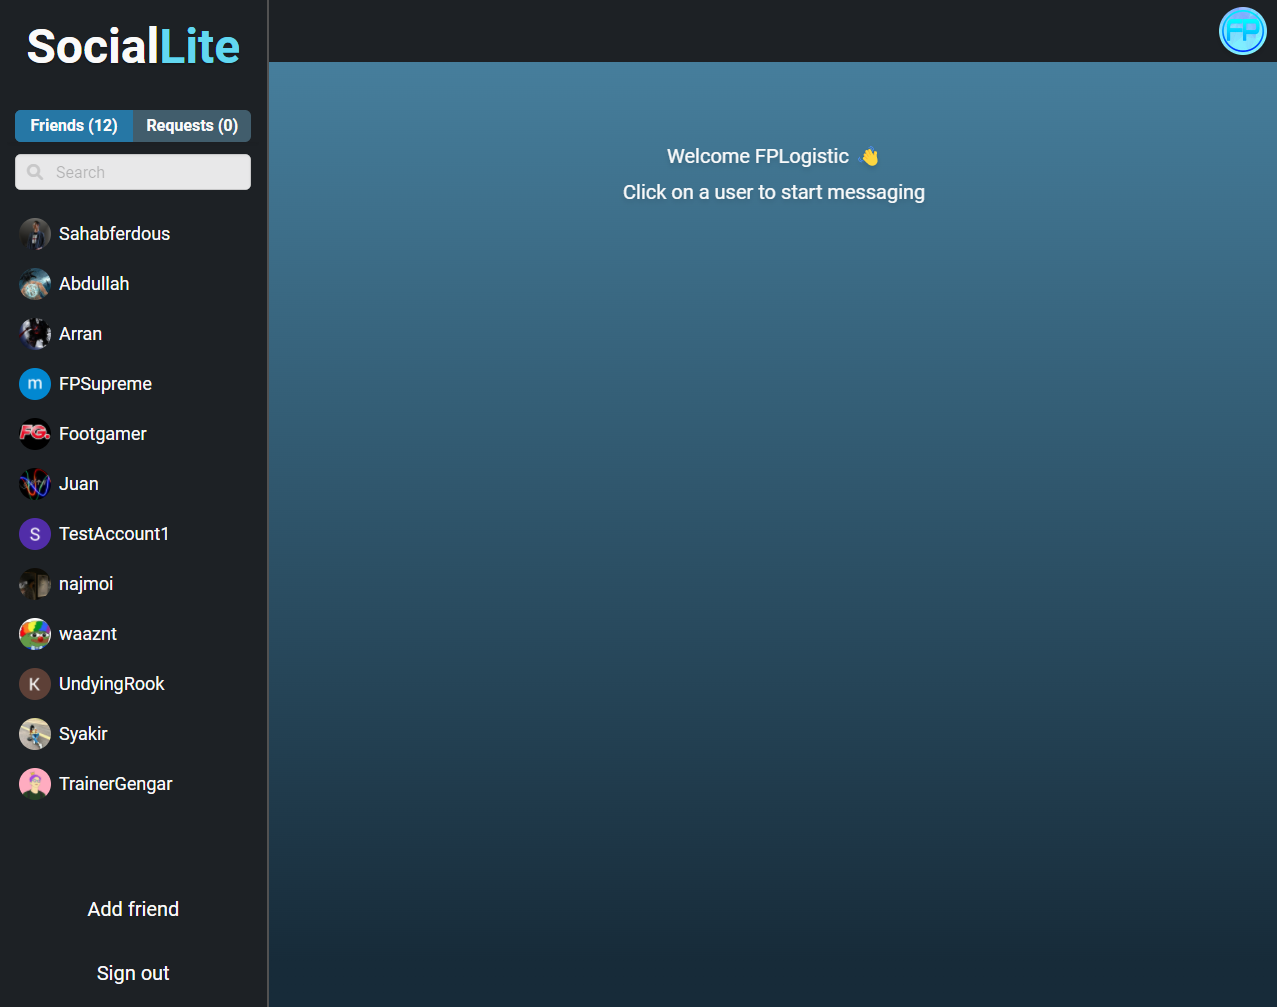 SocialLite
FP
Friends (12)
Requests (0)
Search
Welcome FPLogistic 👋
Click on a user to start messaging
Sahabferdous
Abdullah
Arran
m
FPSupreme
FG.
Footgamer
Juan
S
TestAccount1
najmoi
waaznt
K
UndyingRook
Syakir
TrainerGengar
Add friend
Sign out